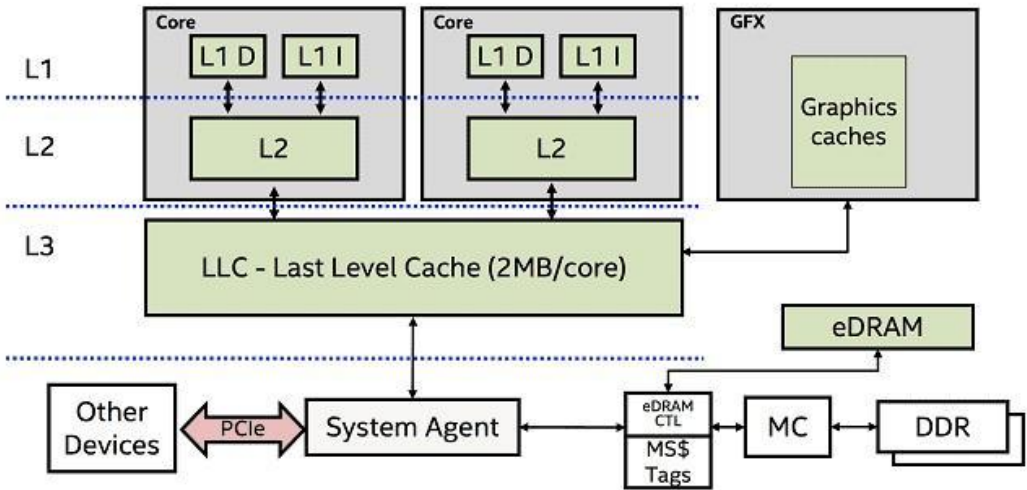 Core
Core
GFX
L1
L1 D
L1 I
L1 D
L1 I
Graphics
caches
L2
L2
L2
L3
LLC - Last Level Cache (2MB/core)
eDRAM
Other
Devices
PCIe
System Agent
eDRAM
CTL
MS$
Tags
MC
DDR